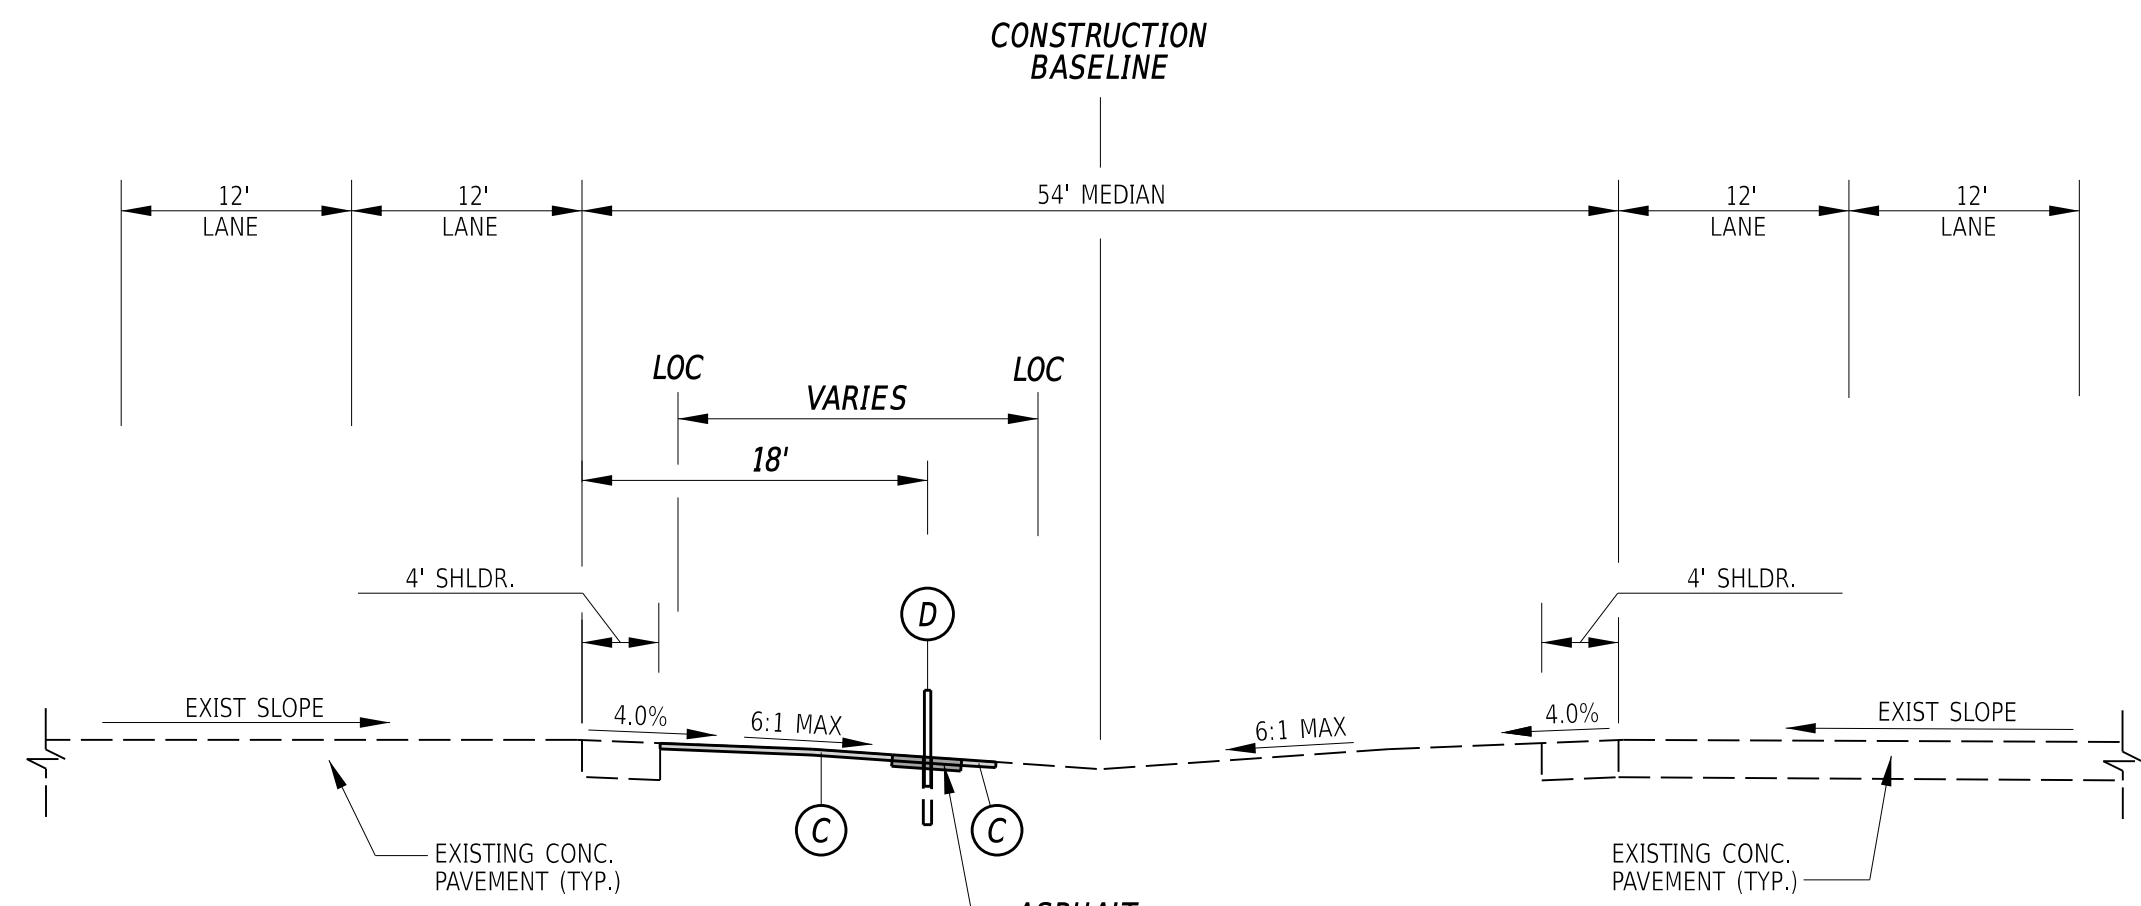 CONSTRUCTION
BASELINE
12'
LANE
12'
LANE
54' MEDIAN
12'
LANE
12'
LANE
LOC
LOC
VARIES
18'
4' SHLDR.
4' SHLDR.
D
EXIST SLOPE
4.0%
6:1 MAX
6:1 MAX
4.0%
EXIST SLOPE
C
C
EXISTING CONC.
PAVEMENT (TYP.)
EXISTING CONC.
PAVEMENT (TYP.)
ASPHALT